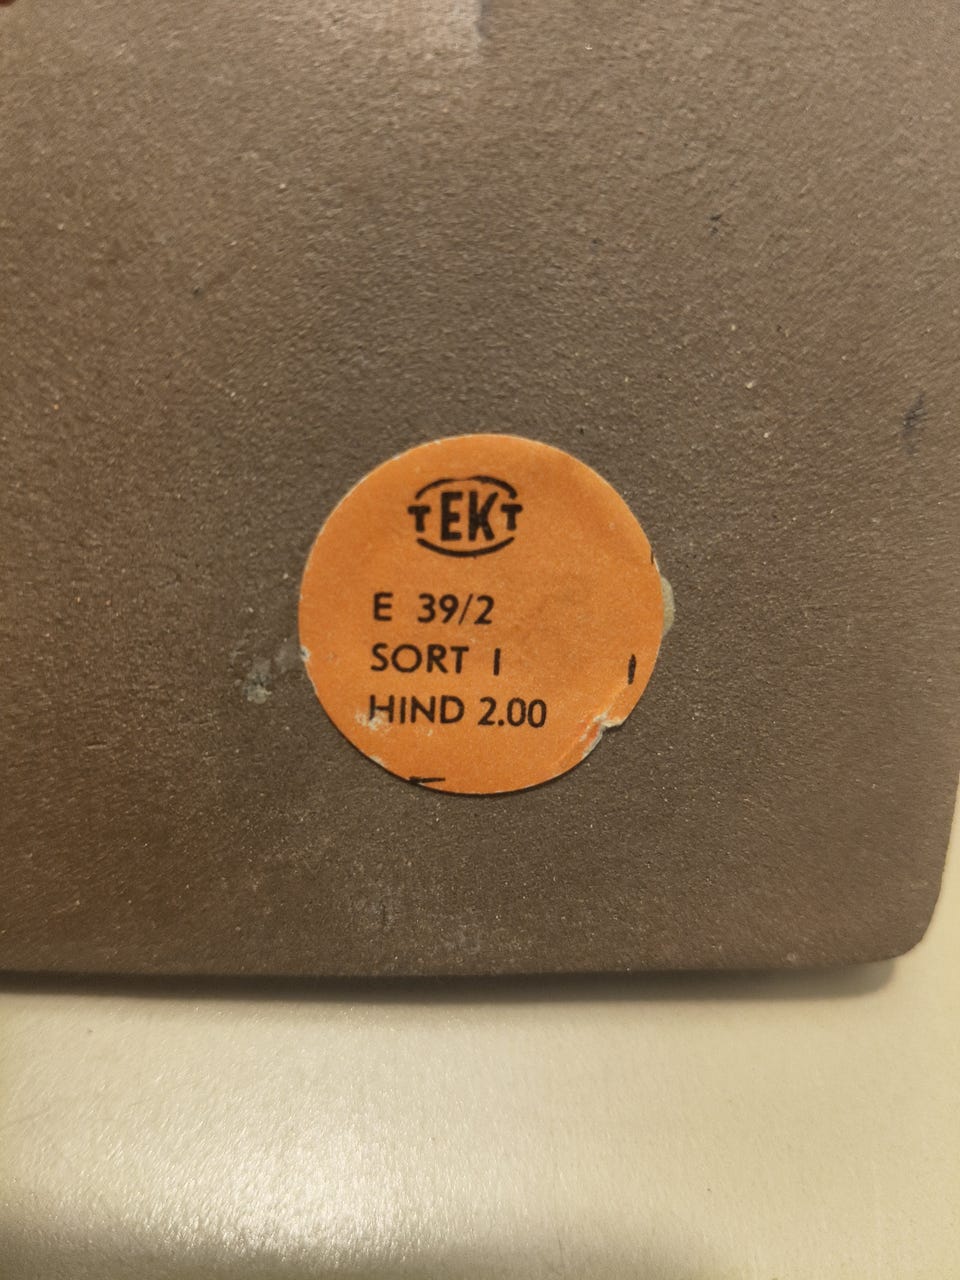 TEKT
E 39/2
SORT I
HIND 2.00